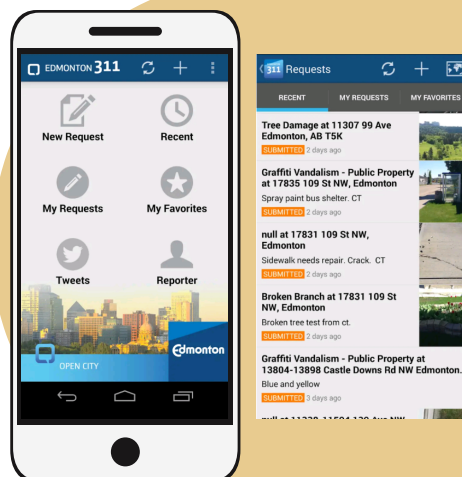 EDMONTON 311
New Request
Recent
My Requests
My Favorites
Tweets
Reporter
OPEN CITY
Edmonton
311 Requests
RECENT
MY REQUESTS
MY FAVORITES
Tree Damage at 11307 99 Ave
Edmonton, AB T5K
SUBMITTED 2 days ago
Graffiti Vandalism - Public Property
at 17835 109 St NW, Edmonton
Spray paint bus shelter. CT
SUBMITTED 2 days ago
null at 17831 109 St NW,
Edmonton
Sidewalk needs repair. Crack. CT
SUBMITTED 2 days ago
Broken Branch at 17831 109 St
NW, Edmonton
Broken tree test from ct.
SUBMITTED 2 days ago
Graffiti Vandalism - Public Property at
13804-13898 Castle Downs Rd NW Edmonton.
Blue and yellow
SUBMITTED 3 days ago